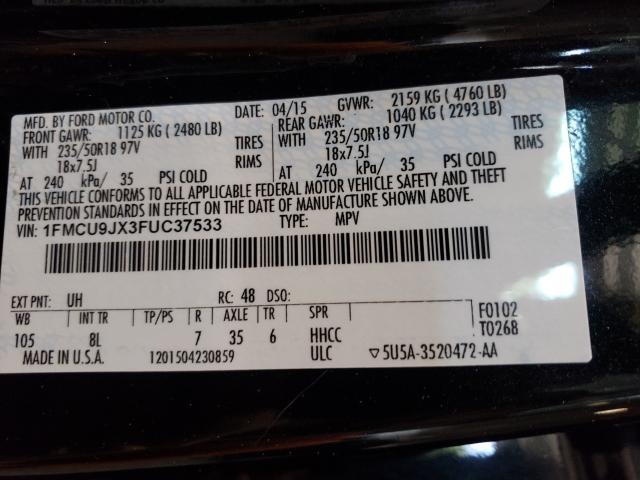 MFD. BY FORD MOTOR CO. DATE: 04/15 GVWR: 2159 KG ( 4760 LB)
FRONT GAWR: 1125 KG ( 2480 LB) REAR GAWR: 1040 KG ( 2293 LB)
WITH 235/50R18 97V TIRES WITH 235/50R18 97V TIRES
18x7.5J RIMS 18x7.5J RIMS
AT 240 kPa/ 35 PSI COLD AT 240 kPa/ 35 PSI COLD
THIS VEHICLE CONFORMS TO ALL APPLICABLE FEDERAL MOTOR VEHICLE SAFETY AND THEFT
PREVENTION STANDARDS IN EFFECT ON THE DATE OF MANUFACTURE SHOWN ABOVE.
VIN: 1FMCU9JX3FUC37533 TYPE: MPV
EXT PNT: UH RC: 48 DSO:
WB INT TR TP/PS R AXLE TR SPR F0102
105 8L 7 35 6 HHCC T0268
MADE IN U.S.A. 1201504230859 ULC ▽5U5A-3520472-AA